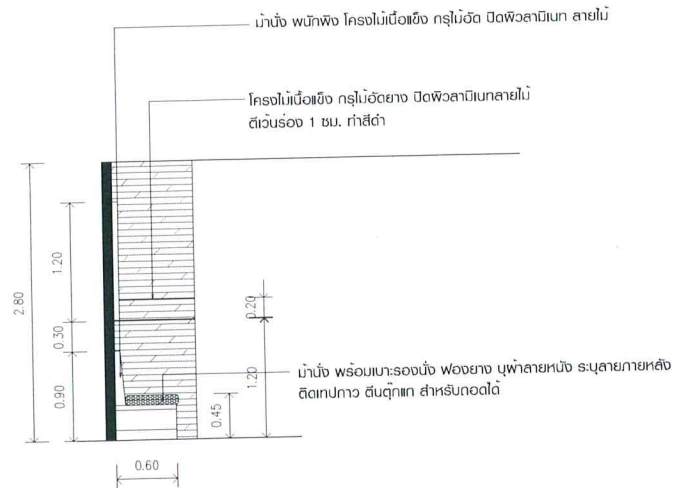 ม้านั่ง พนักพิง โครงไม้เนื้อแข็ง กรุไม้อัด ปิดผิวลามิเนท ลายไม้
โครงไม้เนื้อแข็ง กรุไม้อัดยาง ปิดผิวลามิเนทลายไม้
ตีเว้นร่อง 1 ซม. ทาสีดำ
2.80
1.20
0.30
0.90
0.20
1.20
0.45
ม้านั่ง พร้อมเบาะรองนั่ง ฟองยาง บุผ้าลายหนัง ระบุลายภายหลัง
ติดเทปกาว ตีนตุ๊กแก สำหรับถอดได้
0.60